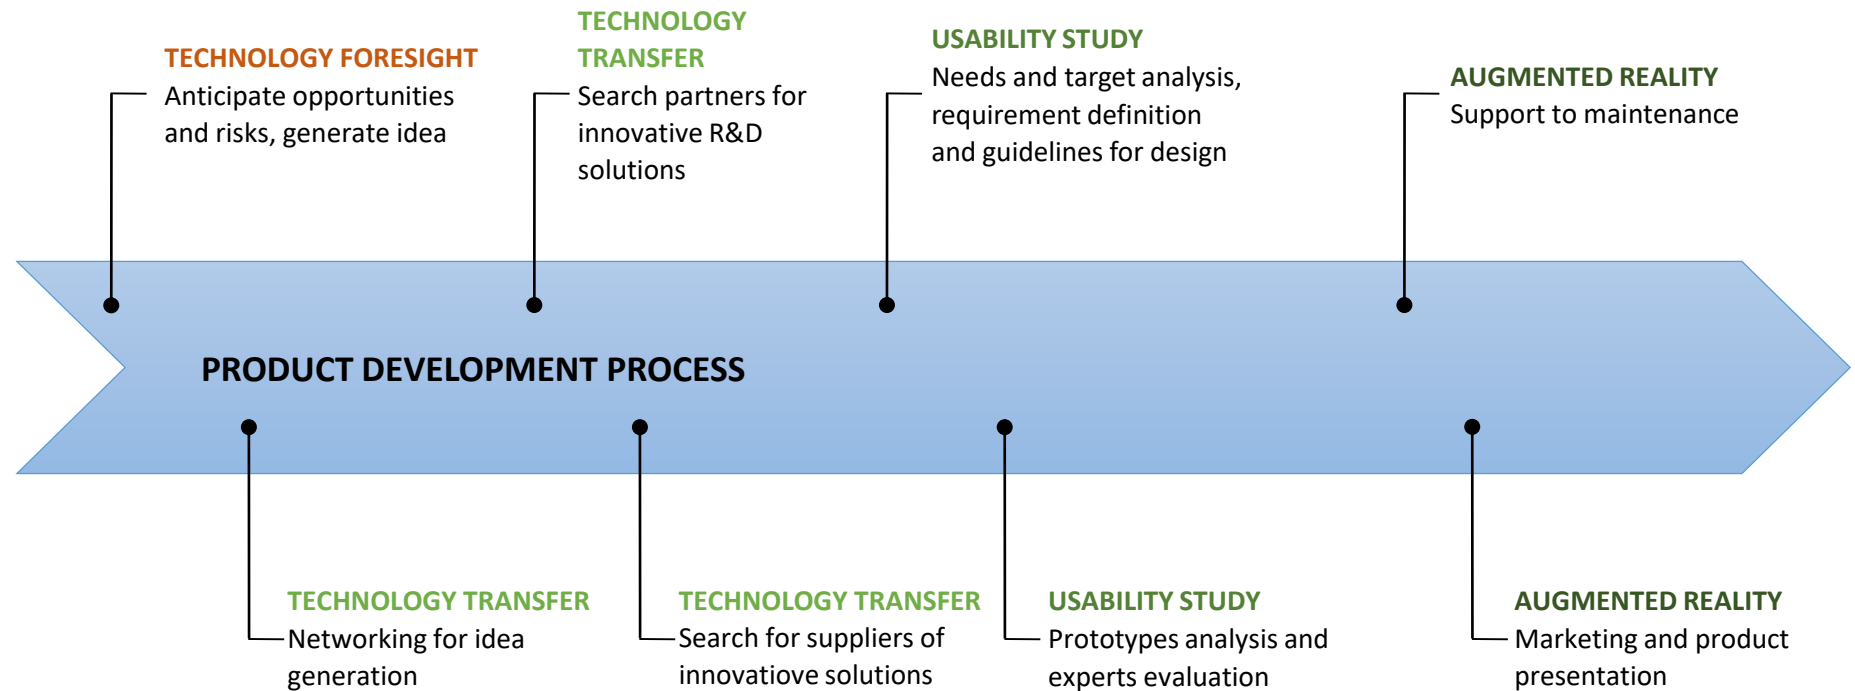 TECHNOLOGY FORESIGHT
Anticipate opportunities
and risks, generate idea
TECHNOLOGY
TRANSFER
Search partners for
innovative R&D
solutions
USABILITY STUDY
Needs and target analysis,
requirement definition
and guidelines for design
AUGMENTED REALITY
Support to maintenance
PRODUCT DEVELOPMENT PROCESS
TECHNOLOGY TRANSFER
Networking for idea
generation
TECHNOLOGY TRANSFER
Search for suppliers of
innovatiove solutions
USABILITY STUDY
Prototypes analysis and
experts evaluation
AUGMENTED REALITY
Marketing and product
presentation